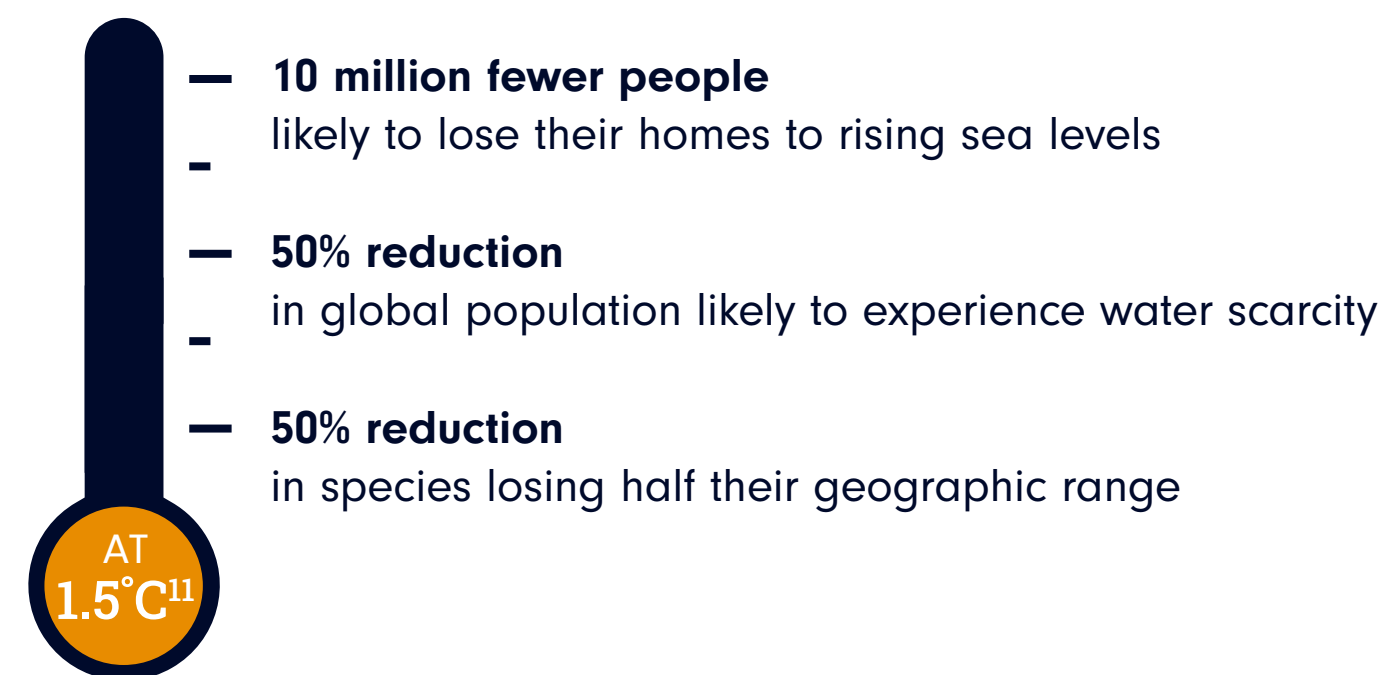 10 million fewer people
likely to lose their homes to rising sea levels
50% reduction
in global population likely to experience water scarcity
50% reduction
in species losing half their geographic range
AT
1.5°C¹¹